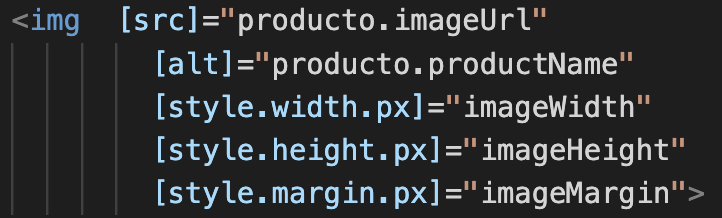 <img [src]="producto.imageUrl"
[alt]="producto.productName"
[style.width.px]="imageWidth"
[style.height.px]="imageHeight"
[style.margin.px]="imageMargin">